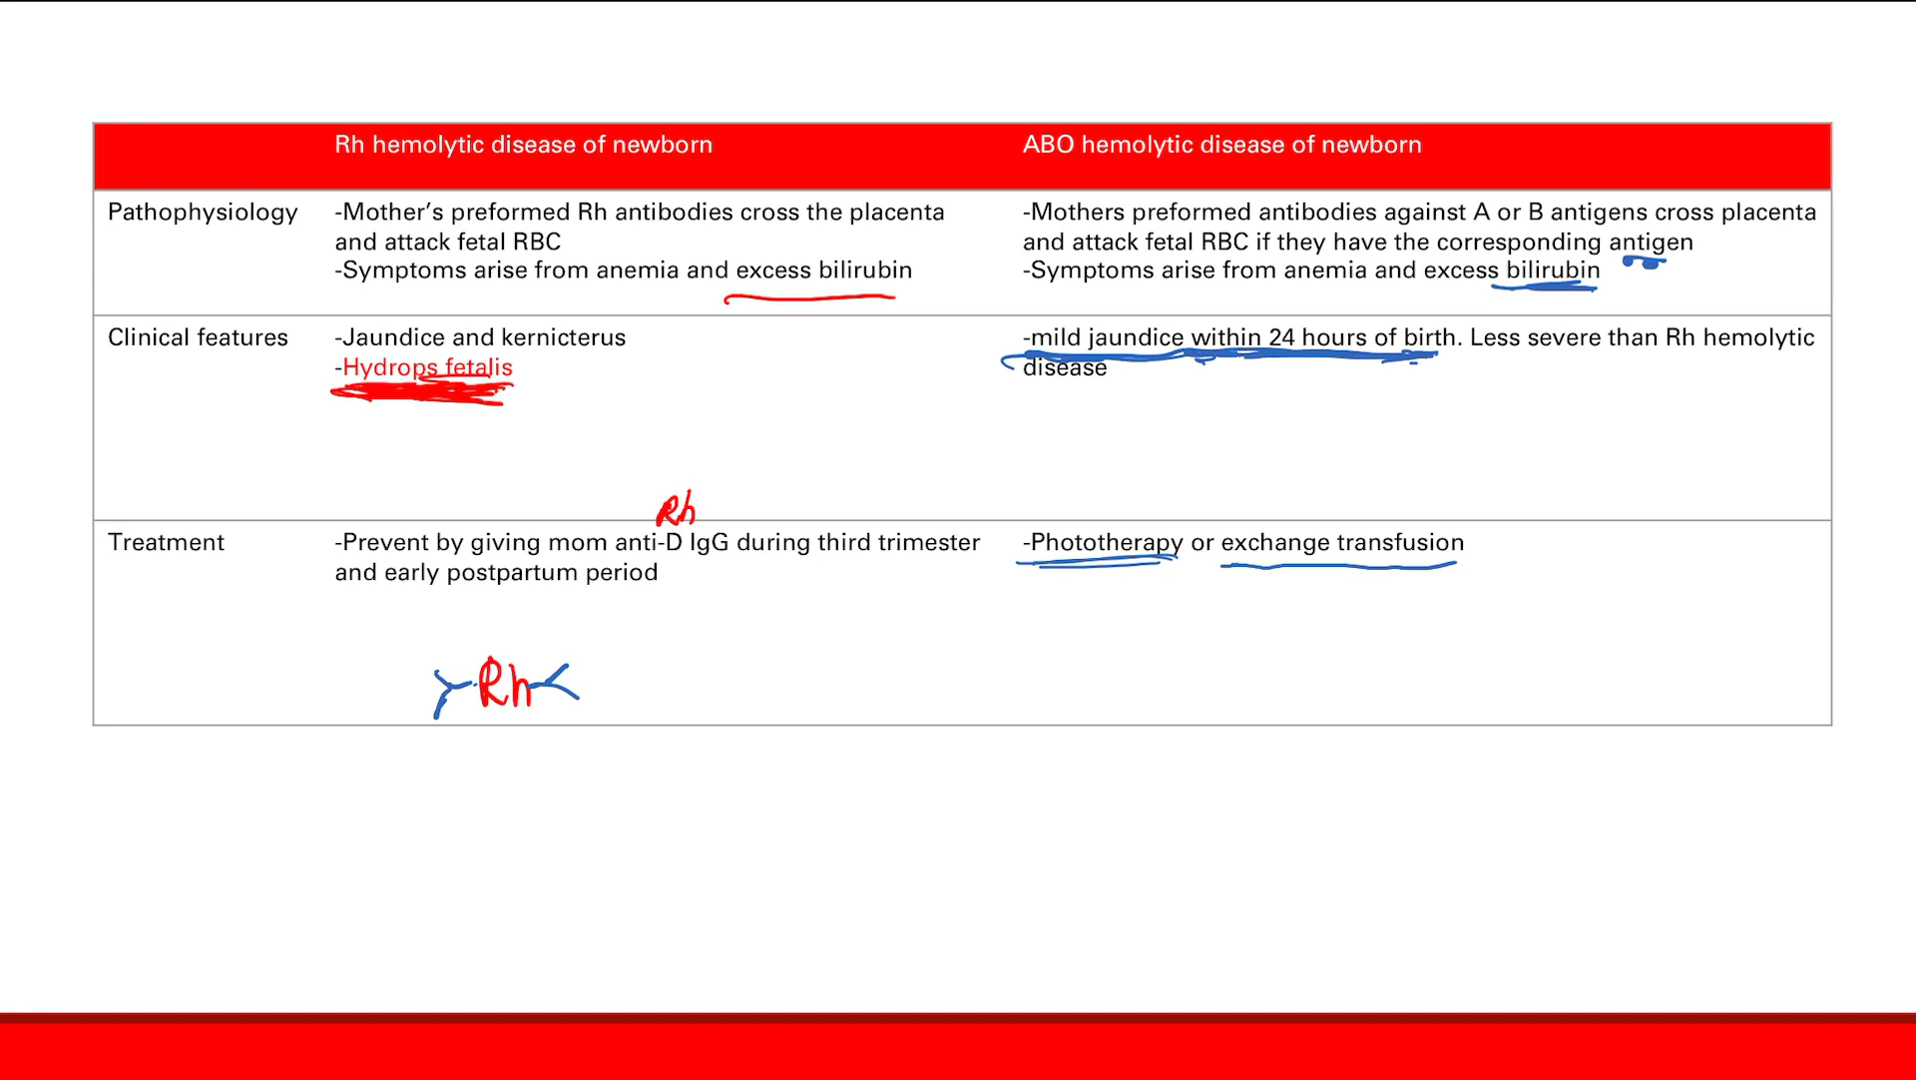 Rh hemolytic disease of newborn
ABO hemolytic disease of newborn
Pathophysiology
-Mother’s preformed Rh antibodies cross the placenta
and attack fetal RBC
-Symptoms arise from anemia and excess bilirubin
-Mothers preformed antibodies against A or B antigens cross placenta
and attack fetal RBC if they have the corresponding antigen
-Symptoms arise from anemia and excess bilirubin
Clinical features
-Jaundice and kernicterus
-Hydrops fetalis
-mild jaundice within 24 hours of birth. Less severe than Rh hemolytic
disease
Treatment
Rh
-Prevent by giving mom anti-D IgG during third trimester
and early postpartum period
Rh
-Phototherapy or exchange transfusion